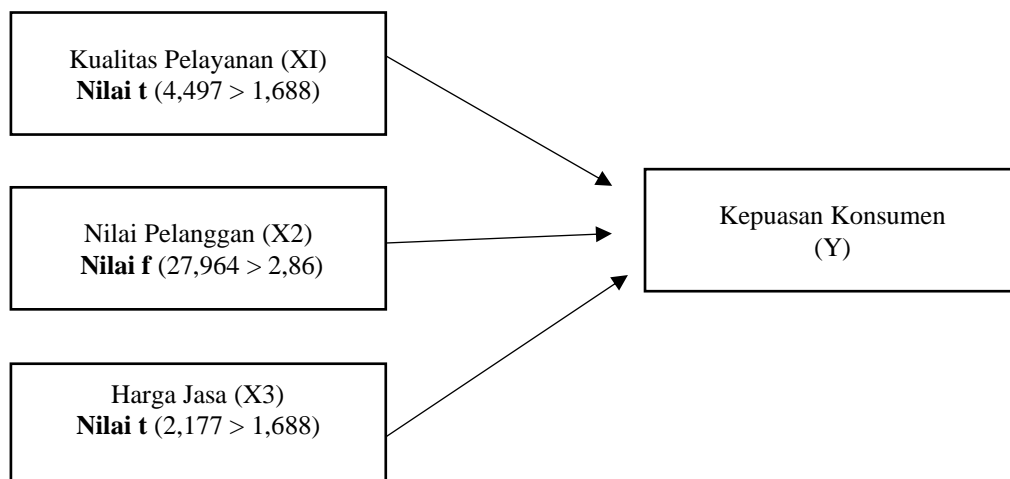 Kualitas Pelayanan (XI)
Nilai t (4,497 > 1,688)
Nilai Pelanggan (X2)
Nilai f (27,964 > 2,86)
Harga Jasa (X3)
Nilai t (2,177 > 1,688)
Kepuasan Konsumen
(Y)